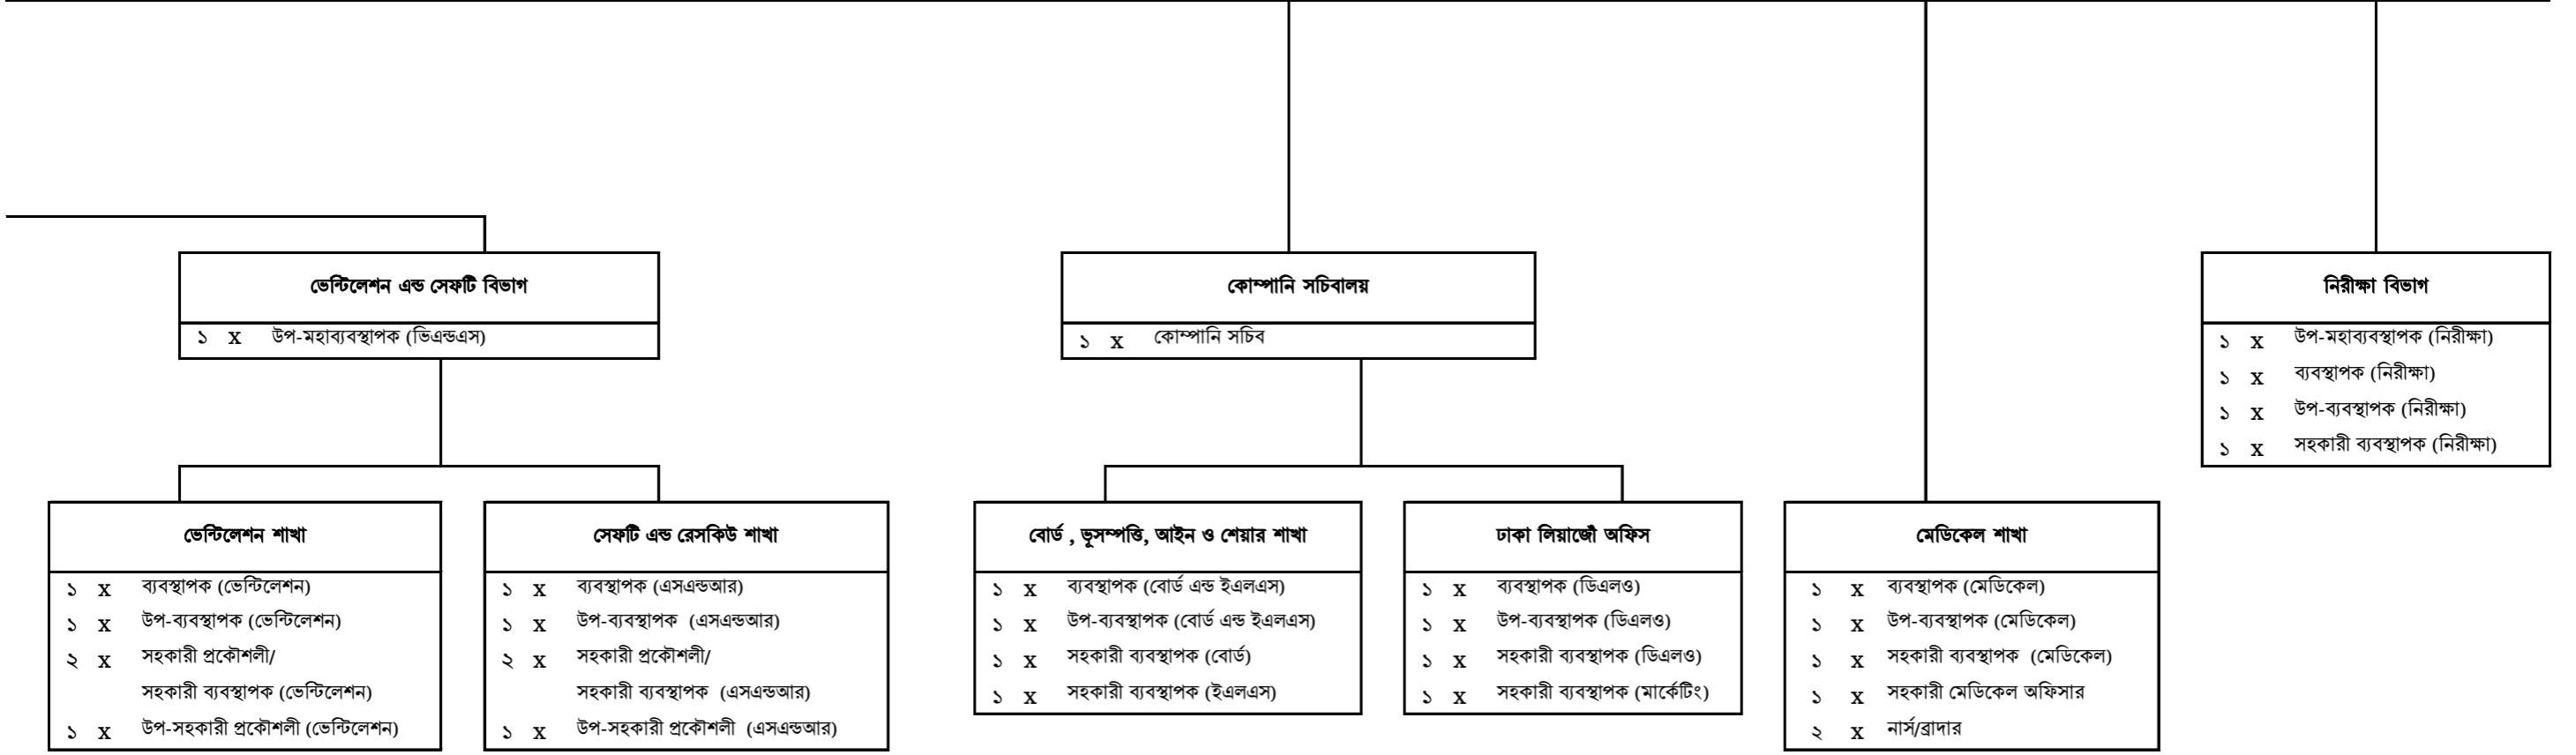 ভেন্টিলেশন এন্ড সেফটি বিভাগ
১ x উপ-মহাব্যবস্থাপক (ভিএন্ডএস)
কোম্পানি সচিবালয়
১ x কোম্পানি সচিব
নিরীক্ষা বিভাগ
১ x উপ-মহাব্যবস্থাপক (নিরীক্ষা)
১ x ব্যবস্থাপক (নিরীক্ষা)
১ x উপ-ব্যবস্থাপক (নিরীক্ষা)
১ x সহকারী ব্যবস্থাপক (নিরীক্ষা)
ভেন্টিলেশন শাখা
১ x ব্যবস্থাপক (ভেন্টিলেশন)
১ x উপ-ব্যবস্থাপক (ভেন্টিলেশন)
২ x সহকারী প্রকৌশলী/
সহকারী ব্যবস্থাপক (ভেন্টিলেশন)
১ x উপ-সহকারী প্রকৌশলী (ভেন্টিলেশন)
সেফটি এন্ড রেসকিউ শাখা
১ x ব্যবস্থাপক (এসএন্ডআর)
১ x উপ-ব্যবস্থাপক (এসএন্ডআর)
২ x সহকারী প্রকৌশলী/
সহকারী ব্যবস্থাপক (এসএন্ডআর)
১ x উপ-সহকারী প্রকৌশলী (এসএন্ডআর)
বোর্ড , ভূসম্পত্তি, আইন ও শেয়ার শাখা
১ x ব্যবস্থাপক (বোর্ড এন্ড ইএলএস)
১ x উপ-ব্যবস্থাপক (বোর্ড এন্ড ইএলএস)
১ x সহকারী ব্যবস্থাপক (বোর্ড)
১ x সহকারী ব্যবস্থাপক (ইএলএস)
ঢাকা লিয়াজোঁ অফিস
১ x ব্যবস্থাপক (ডিএলও)
১ x উপ-ব্যবস্থাপক (ডিএলও)
১ x সহকারী ব্যবস্থাপক (ডিএলও)
১ x সহকারী ব্যবস্থাপক (মার্কেটিং)
মেডিকেল শাখা
১ x ব্যবস্থাপক (মেডিকেল)
১ x উপ-ব্যবস্থাপক (মেডিকেল)
১ x সহকারী ব্যবস্থাপক (মেডিকেল)
১ x সহকারী মেডিকেল অফিসার
২ x নার্স/ব্রাদার